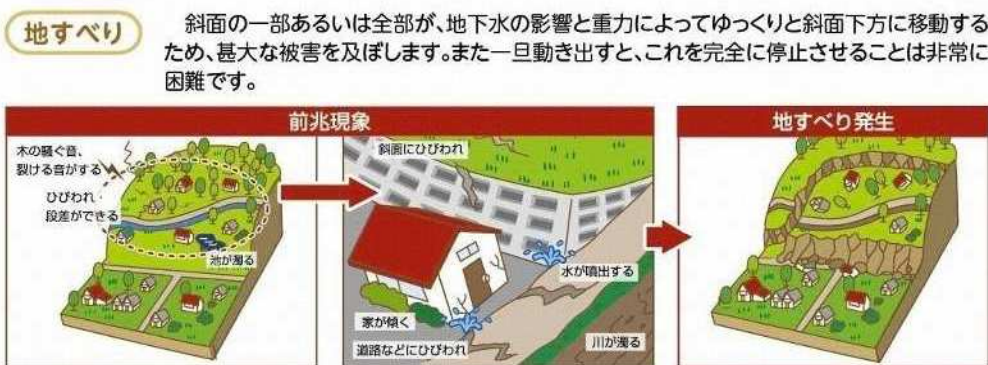 地すべり
斜面の一部あるいは全部が、地下水の影響と重力によってゆっくりと斜面下方に移動する
ため、甚大な被害を及ぼします。また一旦動き出すと、これを完全に停止させることは非常に
困難です。
前兆現象
木の騒ぐ音、
裂ける音がする
ひびわれ・
段差ができる
池が濁る
斜面にひびわれ
水が噴出する
家が傾く
道路などにひびわれ
川が濁る
地すべり発生